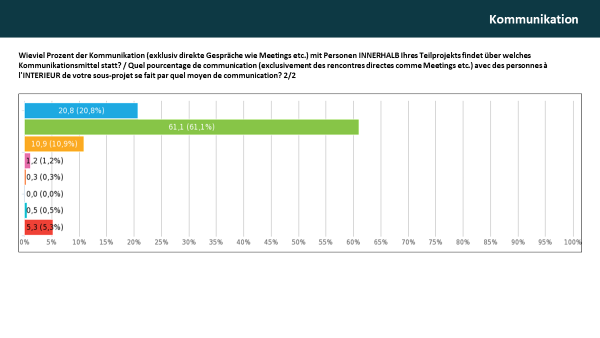 Kommunikation
Wieviel Prozent der Kommunikation (exklusiv direkte Gespräche wie Meetings etc.) mit Personen INNERHALB Ihres Teilprojekts findet über welches
Kommunikationsmittel statt? / Quel pourcentage de communication (exclusivement des rencontres directes comme Meetings etc.) avec des personnes à
l'INTERIEUR de votre sous-projet se fait par quel moyen de communication? 2/2
20,8 (20,8%)
61,1 (61,1%)
10,9 (10,9%)
1,2 (1,2%)
0,3 (0,3%)
0,0 (0,0%)
0,5 (0,5%)
5,3 (5,3%)
0% 5% 10% 15% 20% 25% 30% 35% 40% 45% 50% 55% 60% 65% 70% 75% 80% 85% 90% 95% 100%